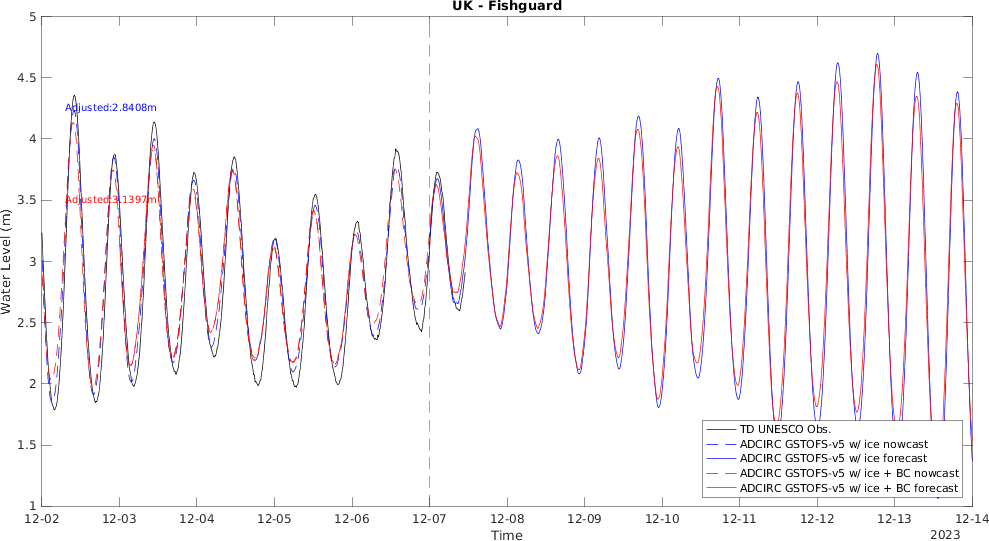 UK - Fishguard
5
4.5
4
3.5
3
2.5
2
1.5
1
Water Level (m)
Adjusted:2.8408m
Adjusted:3.1397m
TD UNESCO Obs.
ADCIRC GSTOFS-v5 w/ ice nowcast
ADCIRC GSTOFS-v5 w/ ice forecast
ADCIRC GSTOFS-v5 w/ ice + BC nowcast
ADCIRC GSTOFS-v5 w/ ice + BC forecast
12-02 12-03 12-04 12-05 12-06 12-07 12-08 12-09 12-10 12-11 12-12 12-13 12-14
Time
2023